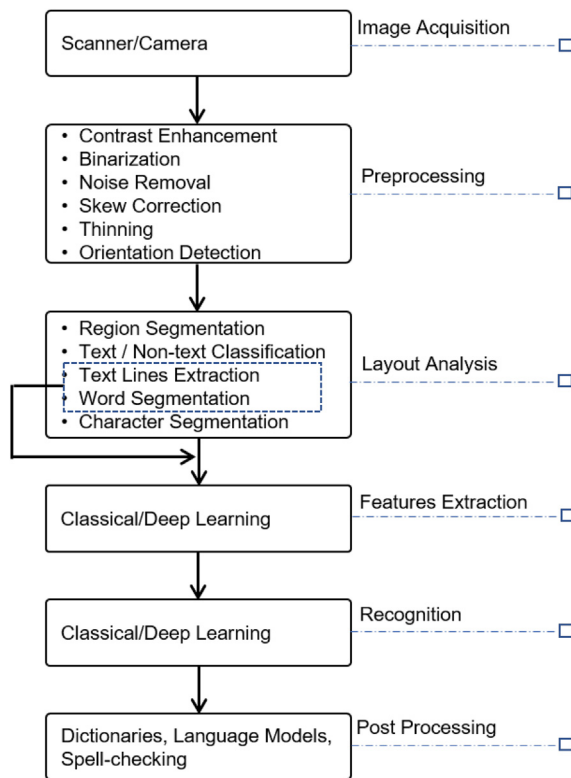 Scanner/Camera
Image Acquisition
• Contrast Enhancement
• Binarization
• Noise Removal
• Skew Correction
• Thinning
• Orientation Detection
Preprocessing
• Region Segmentation
• Text / Non-text Classification
• Text Lines Extraction
• Word Segmentation
• Character Segmentation
Layout Analysis
Classical/Deep Learning
Features Extraction
Classical/Deep Learning
Recognition
Dictionaries, Language Models,
Spell-checking
Post Processing